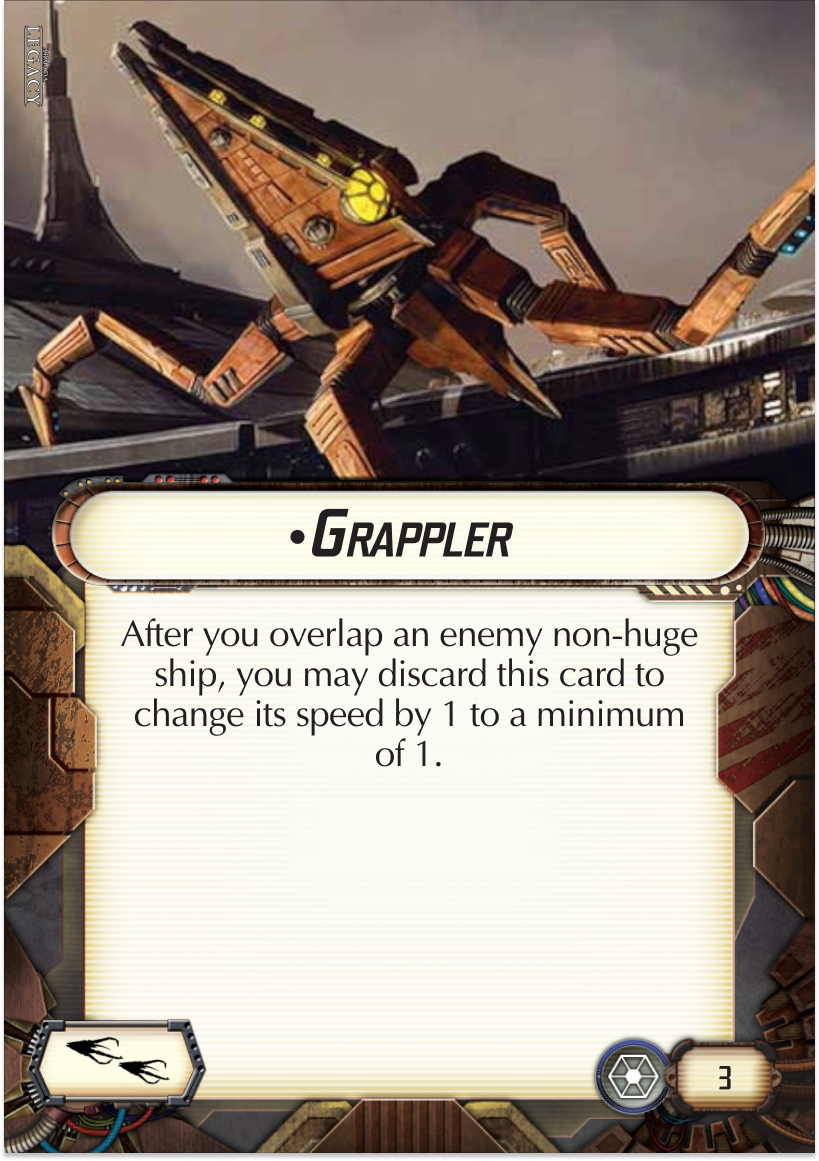 LEGACY
•GRAPPLER
After you overlap an enemy non-huge
ship, you may discard this card to
change its speed by 1 to a minimum
of 1.
3